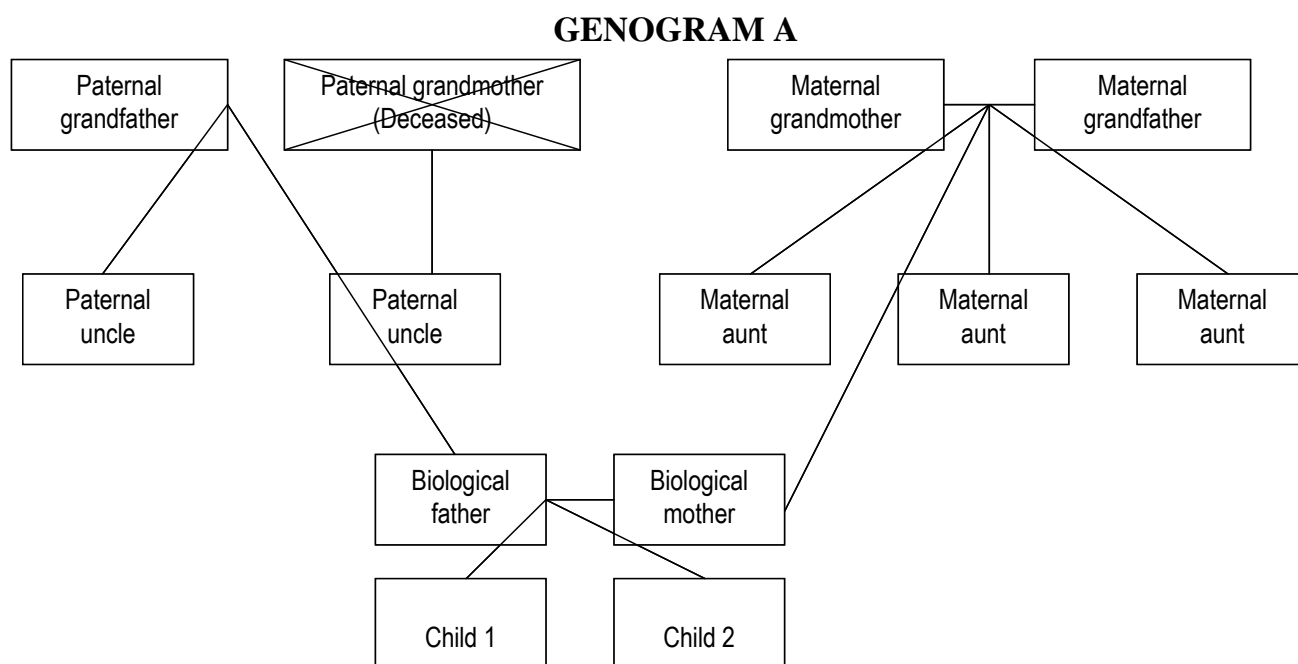 GENOGRAM A
Paternal
grandfather
Paternal grandmother
(Deceased)
Maternal
grandmother
Maternal
grandfather
Paternal
uncle
Paternal
uncle
Maternal
aunt
Maternal
aunt
Maternal
aunt
Biological
father
Biological
mother
Child 1
Child 2